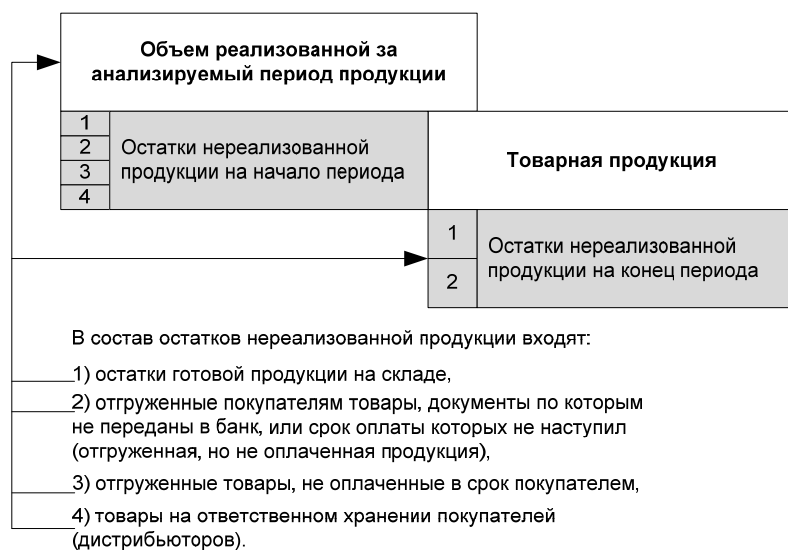 Объем реализованной за
анализируемый период продукции
1
2
3
4
Остатки нереализованной
продукции на начало периода
Товарная продукция
1
2
Остатки нереализованной
продукции на конец периода
В состав остатков нереализованной продукции входят:
1) остатки готовой продукции на складе,
2) отгруженные покупателям товары, документы по которым
не переданы в банк, или срок оплаты которых не наступил
(отгруженная, но не оплаченная продукция),
3) отгруженные товары, не оплаченные в срок покупателем,
4) товары на ответственном хранении покупателей
(дистрибьюторов).